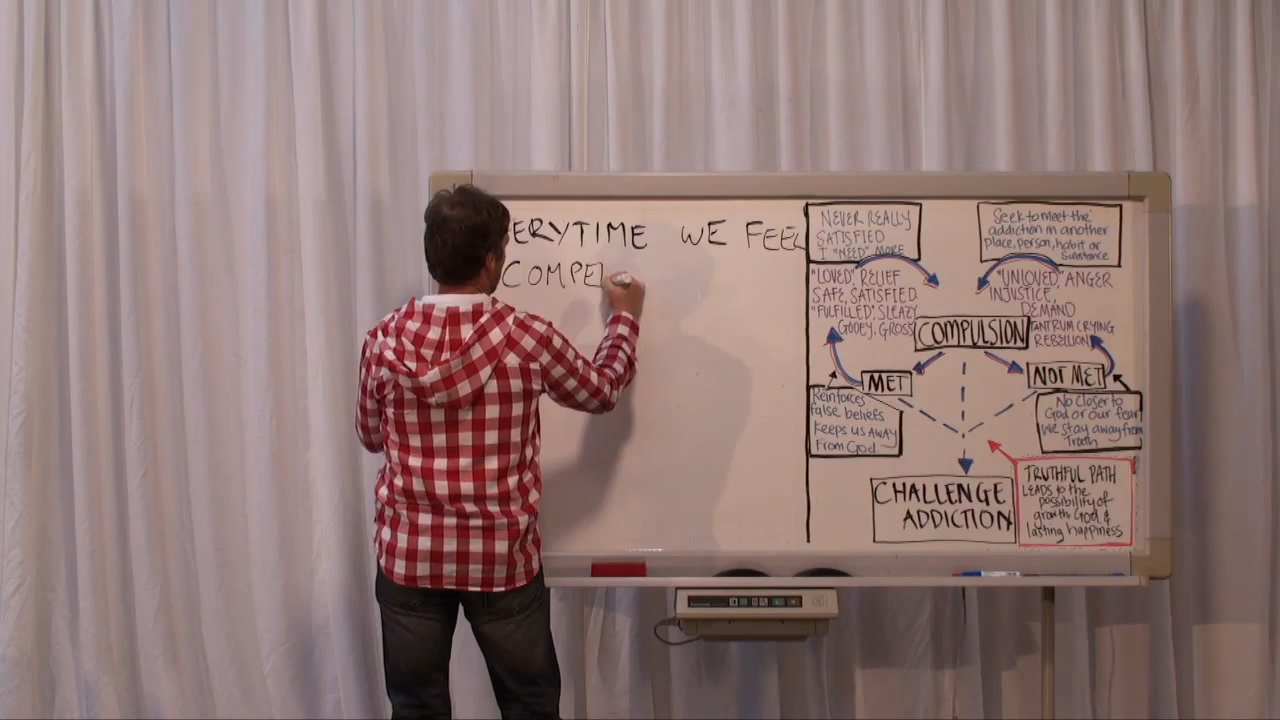 ERYTIME WE FEEL
COMPE
NEVER REALLY
SATISFIED
I "NEED" MORE
Seek to meet the
addiction in another
place, person, habit or
Substance
"LOVED", RELIEF
SAFE, SATISFIED
"FULFILLED", SLEAZY
GOOEY, GROSS
"UNLOVED", ANGER
INJUSTICE,
DEMAND
TANTRUM CRYING
REBELLION
COMPULSION
MET
NOT MET
Reinforces
false beliefs
keeps us AWAY
From God.
No closer to
God or our fear
we stay away from
Truth
CHALLENGE
ADDICTION
TRUTHFUL PATH
LEADS to the
possibility of
growth God &
lasting happiness